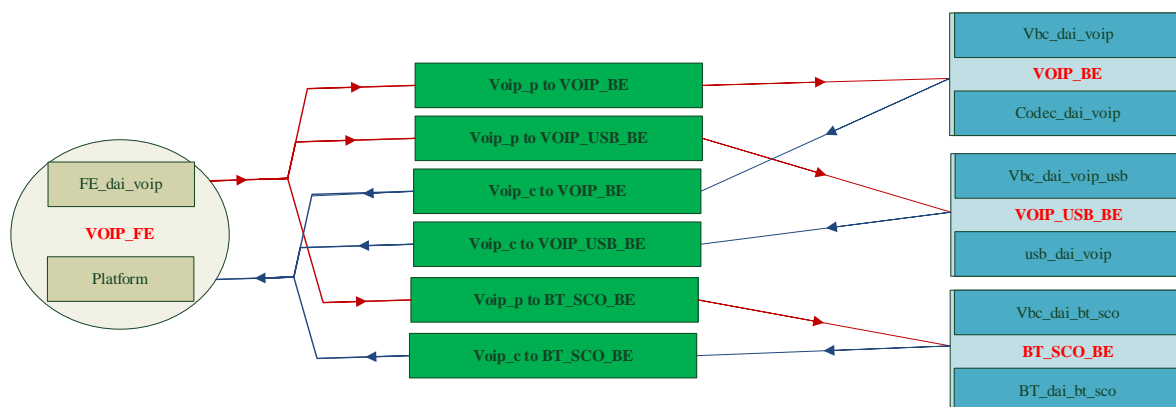 FE_dai_voip
VOIP_FE
Platform
Voip_p to VOIP_BE
Voip_p to VOIP_USB_BE
Voip_c to VOIP_BE
Voip_c to VOIP_USB_BE
Voip_p to BT_SCO_BE
Voip_c to BT_SCO_BE
Vbc_dai_voip
VOIP_BE
Codec_dai_voip
Vbc_dai_voip_usb
VOIP_USB_BE
usb_dai_voip
Vbc_dai_bt_sco
BT_SCO_BE
BT_dai_bt_sco